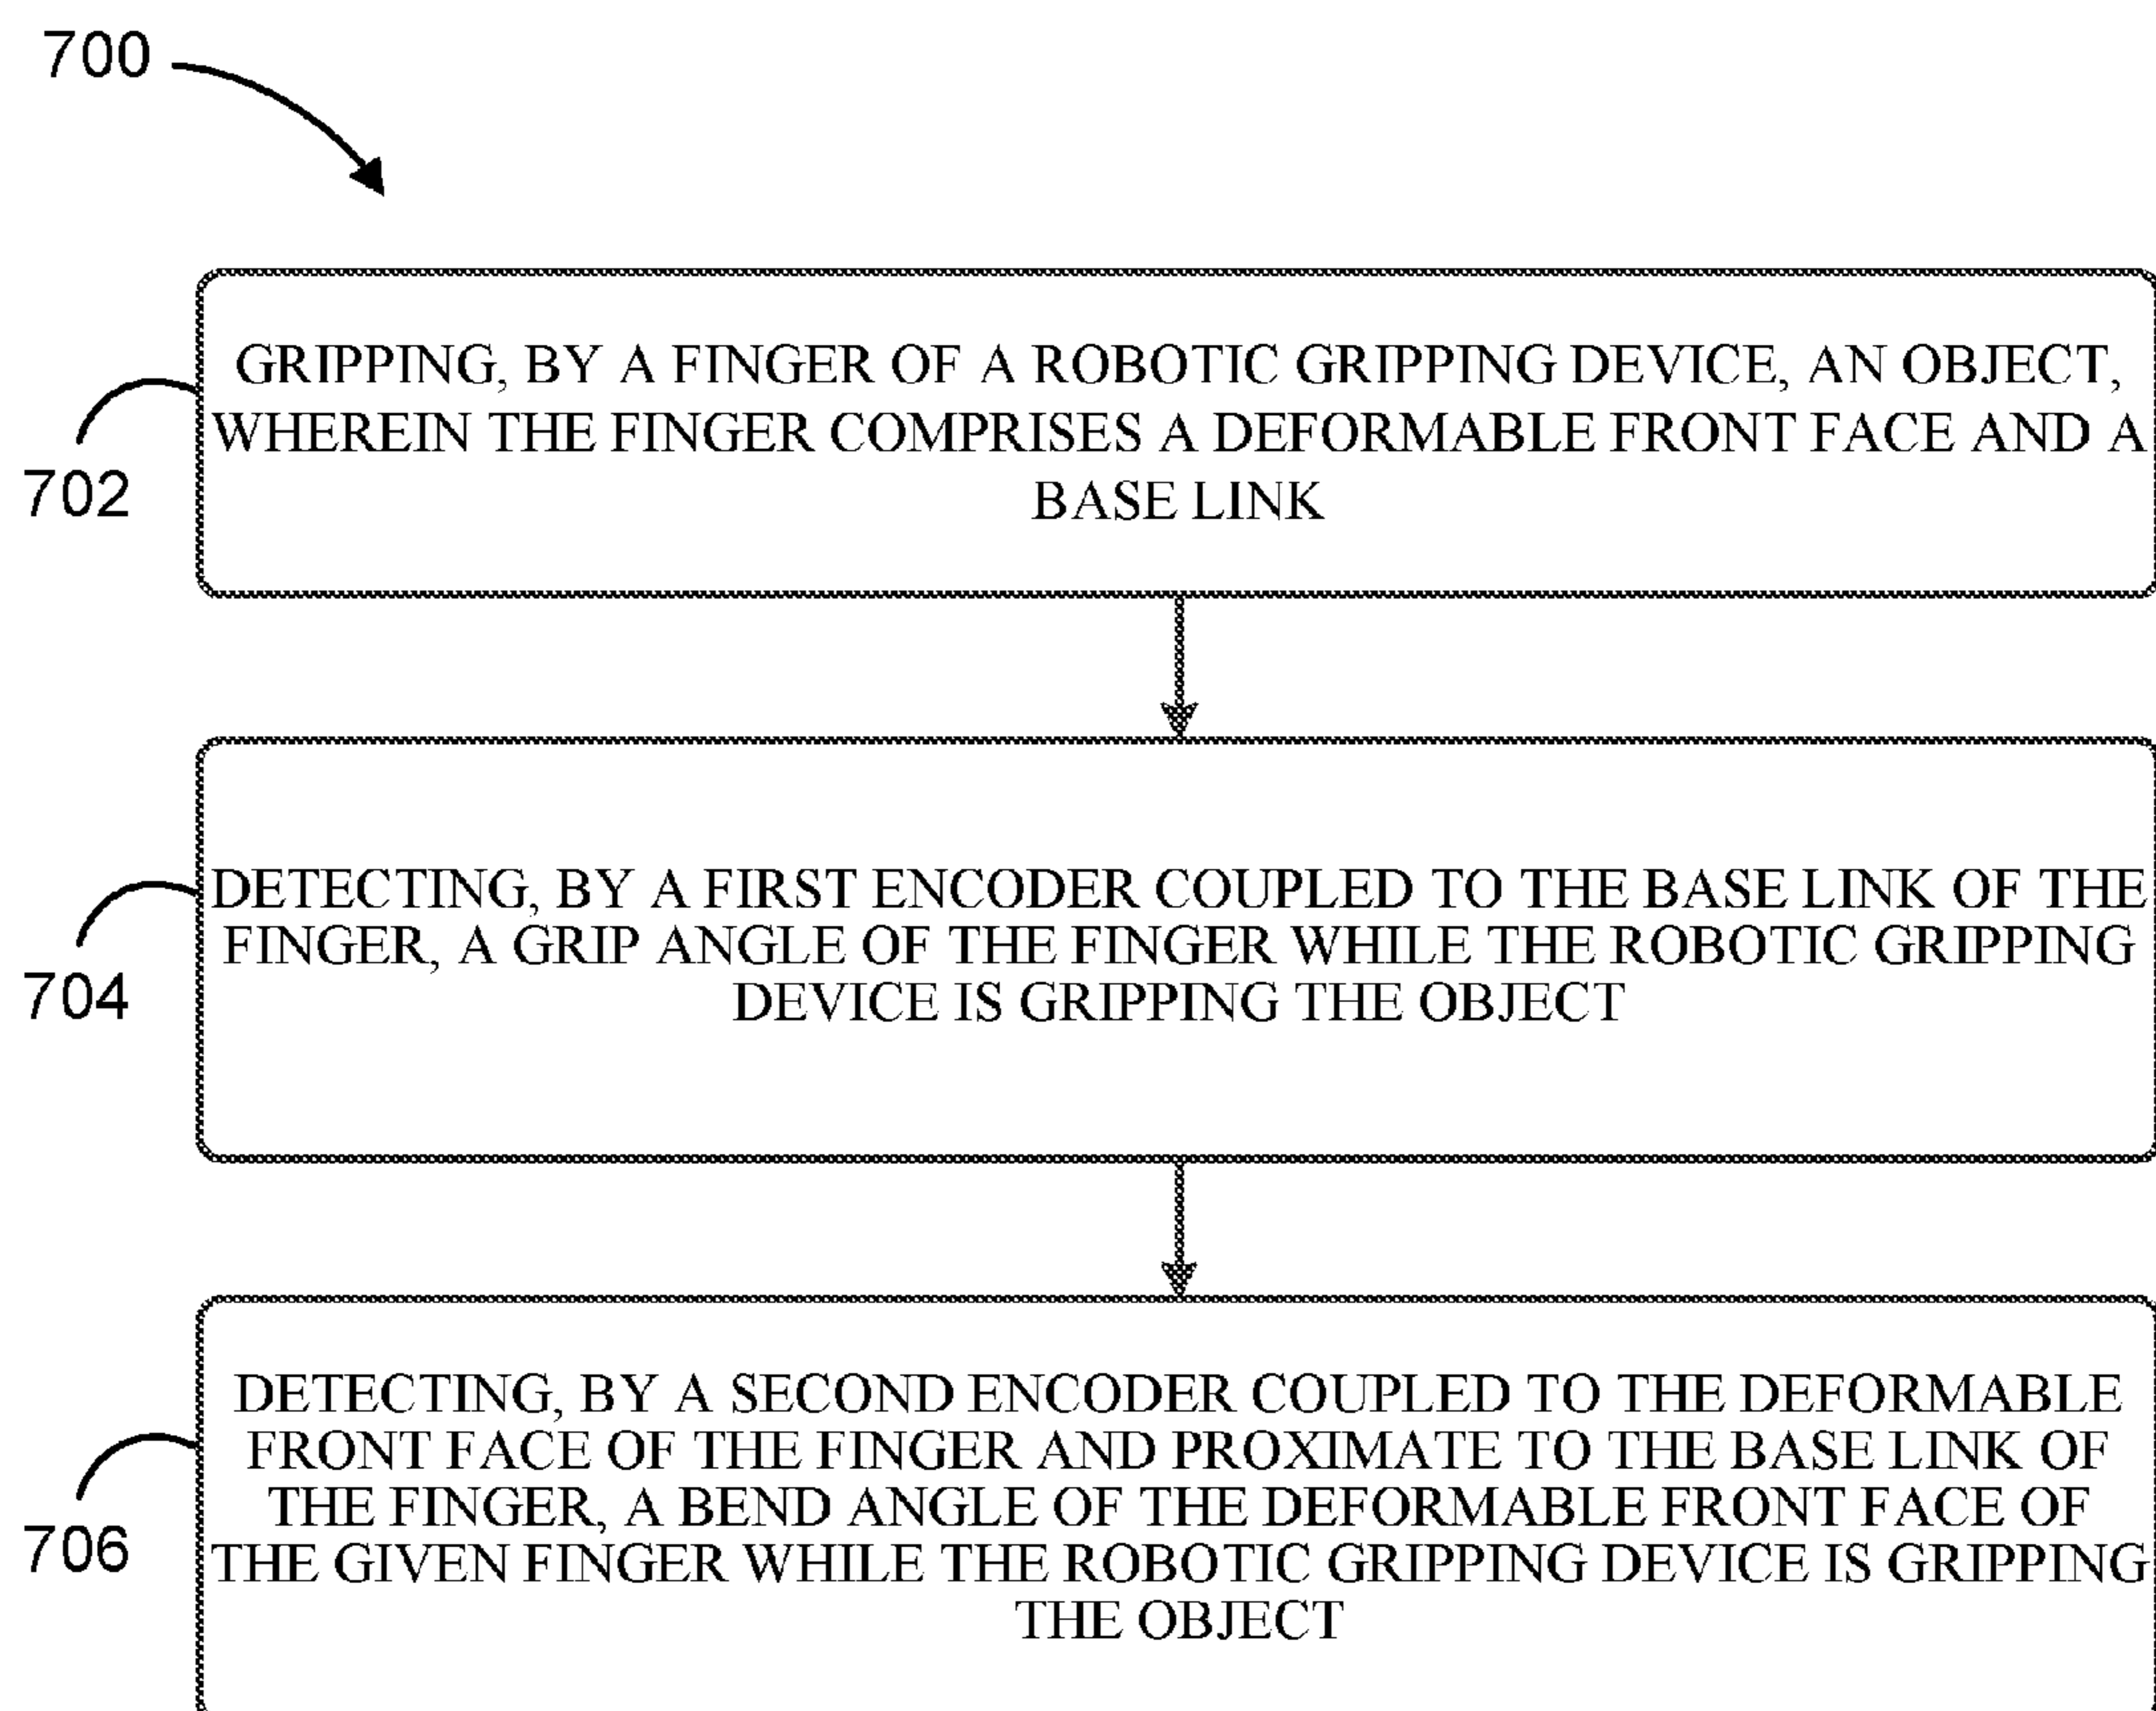 700
GRIPPING, BY A FINGER OF A ROBOTIC GRIPPING DEVICE, AN OBJECT,
WHEREIN THE FINGER COMPRISES A DEFORMABLE FRONT FACE AND A
BASE LINK
702
DETECTING, BY A FIRST ENCODER COUPLED TO THE BASE LINK OF THE
FINGER, A GRIP ANGLE OF THE FINGER WHILE THE ROBOTIC GRIPPING
DEVICE IS GRIPPING THE OBJECT
704
DETECTING, BY A SECOND ENCODER COUPLED TO THE DEFORMABLE
FRONT FACE OF THE FINGER AND PROXIMATE TO THE BASE LINK OF
THE FINGER, A BEND ANGLE OF THE DEFORMABLE FRONT FACE OF
THE GIVEN FINGER WHILE THE ROBOTIC GRIPPING DEVICE IS GRIPPING
THE OBJECT
706